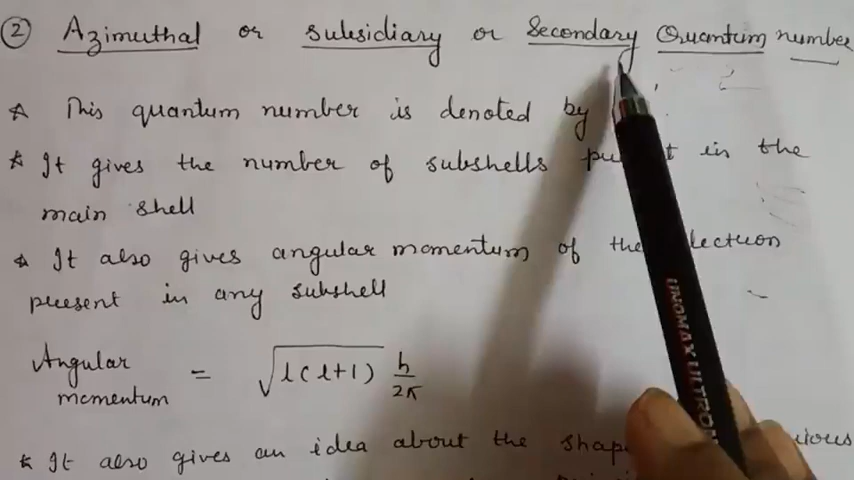 ② Azimuthal or subsidiary or Secondary Quantum number
* This quantum number is denoted by
* It gives the number of subshells in the
main shell
* It also gives angular momentum of the
present in any subshell
Angular momentum = √l(l+1) h/2π
* It also gives an idea about the
UNOMAX ULTRO